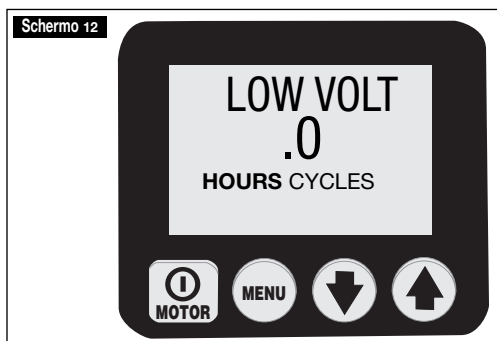 Schermo 12
LOW VOLT
.0
HOURS CYCLES
MOTOR
MENU